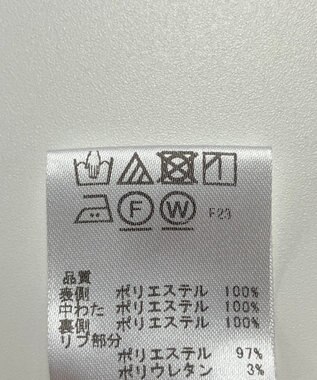 F W F23
品質
表側 ポリエステル 100%
中わた ポリエステル 100%
裏側 ポリエステル 100%
リブ部分
ポリエステル 97%
ポリウレタン 3%